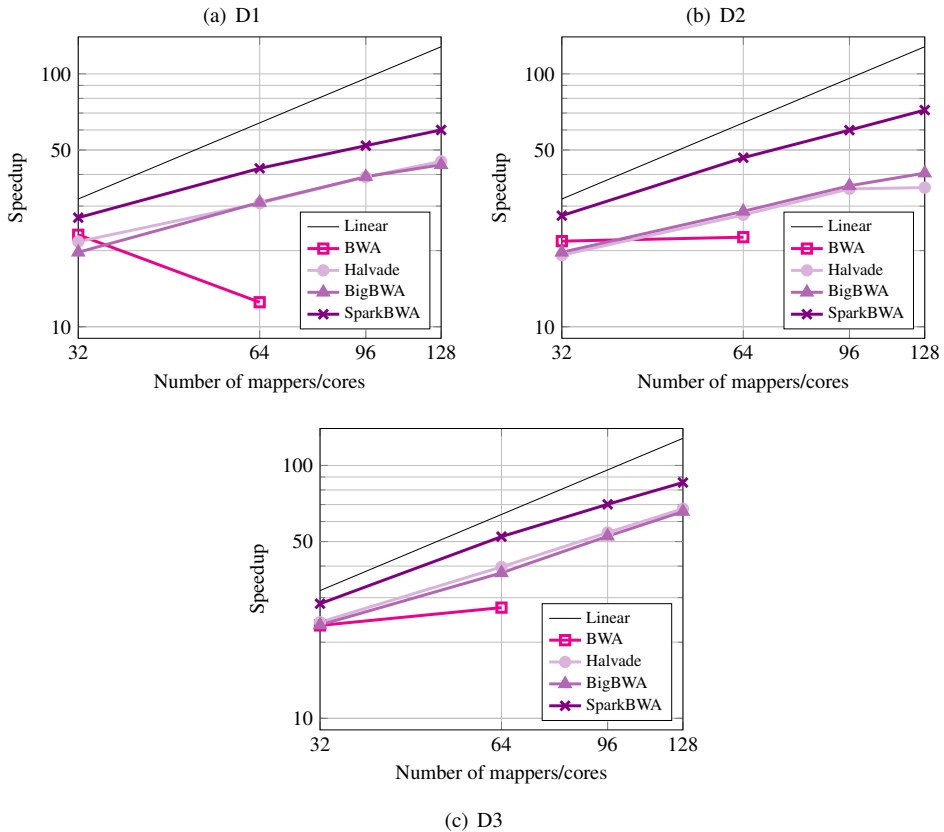 (a) D1
100
50
10
Speedup
Linear
BWA
Halvade
BigBWA
SparkBWA
32 64 96 128
Number of mappers/cores
(b) D2
100
50
10
Speedup
Linear
BWA
Halvade
BigBWA
SparkBWA
32 64 96 128
Number of mappers/cores
100
50
10
Speedup
Linear
BWA
Halvade
BigBWA
SparkBWA
32 64 96 128
Number of mappers/cores
(c) D3